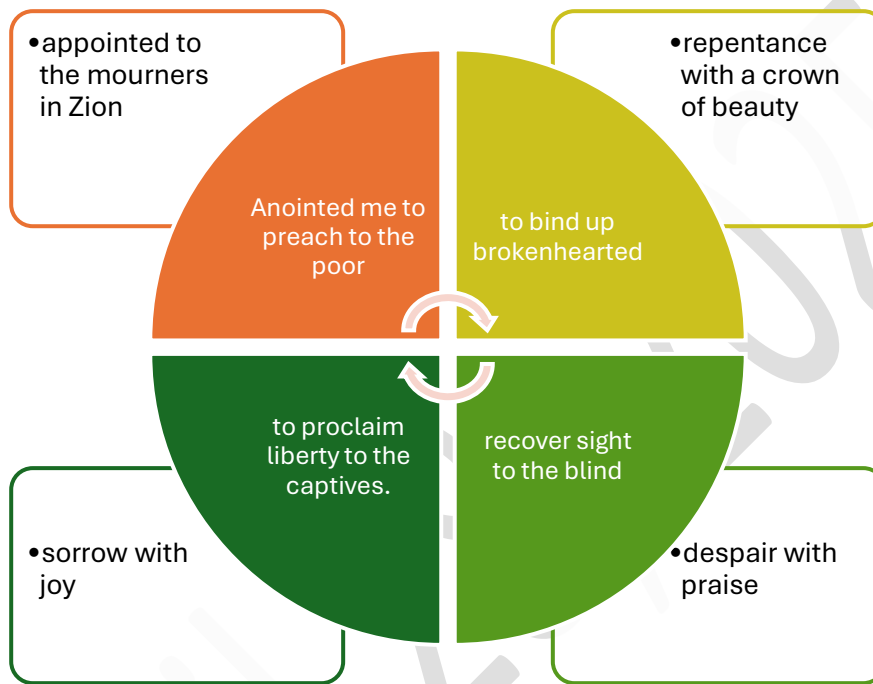 •appointed to
the mourners
in Zion
•repentance
with a crown
of beauty
Anointed me to
preach to the
poor
to bind up
brokenhearted
to proclaim
liberty to the
captives.
recover sight
to the blind
•sorrow with
joy
•despair with
praise